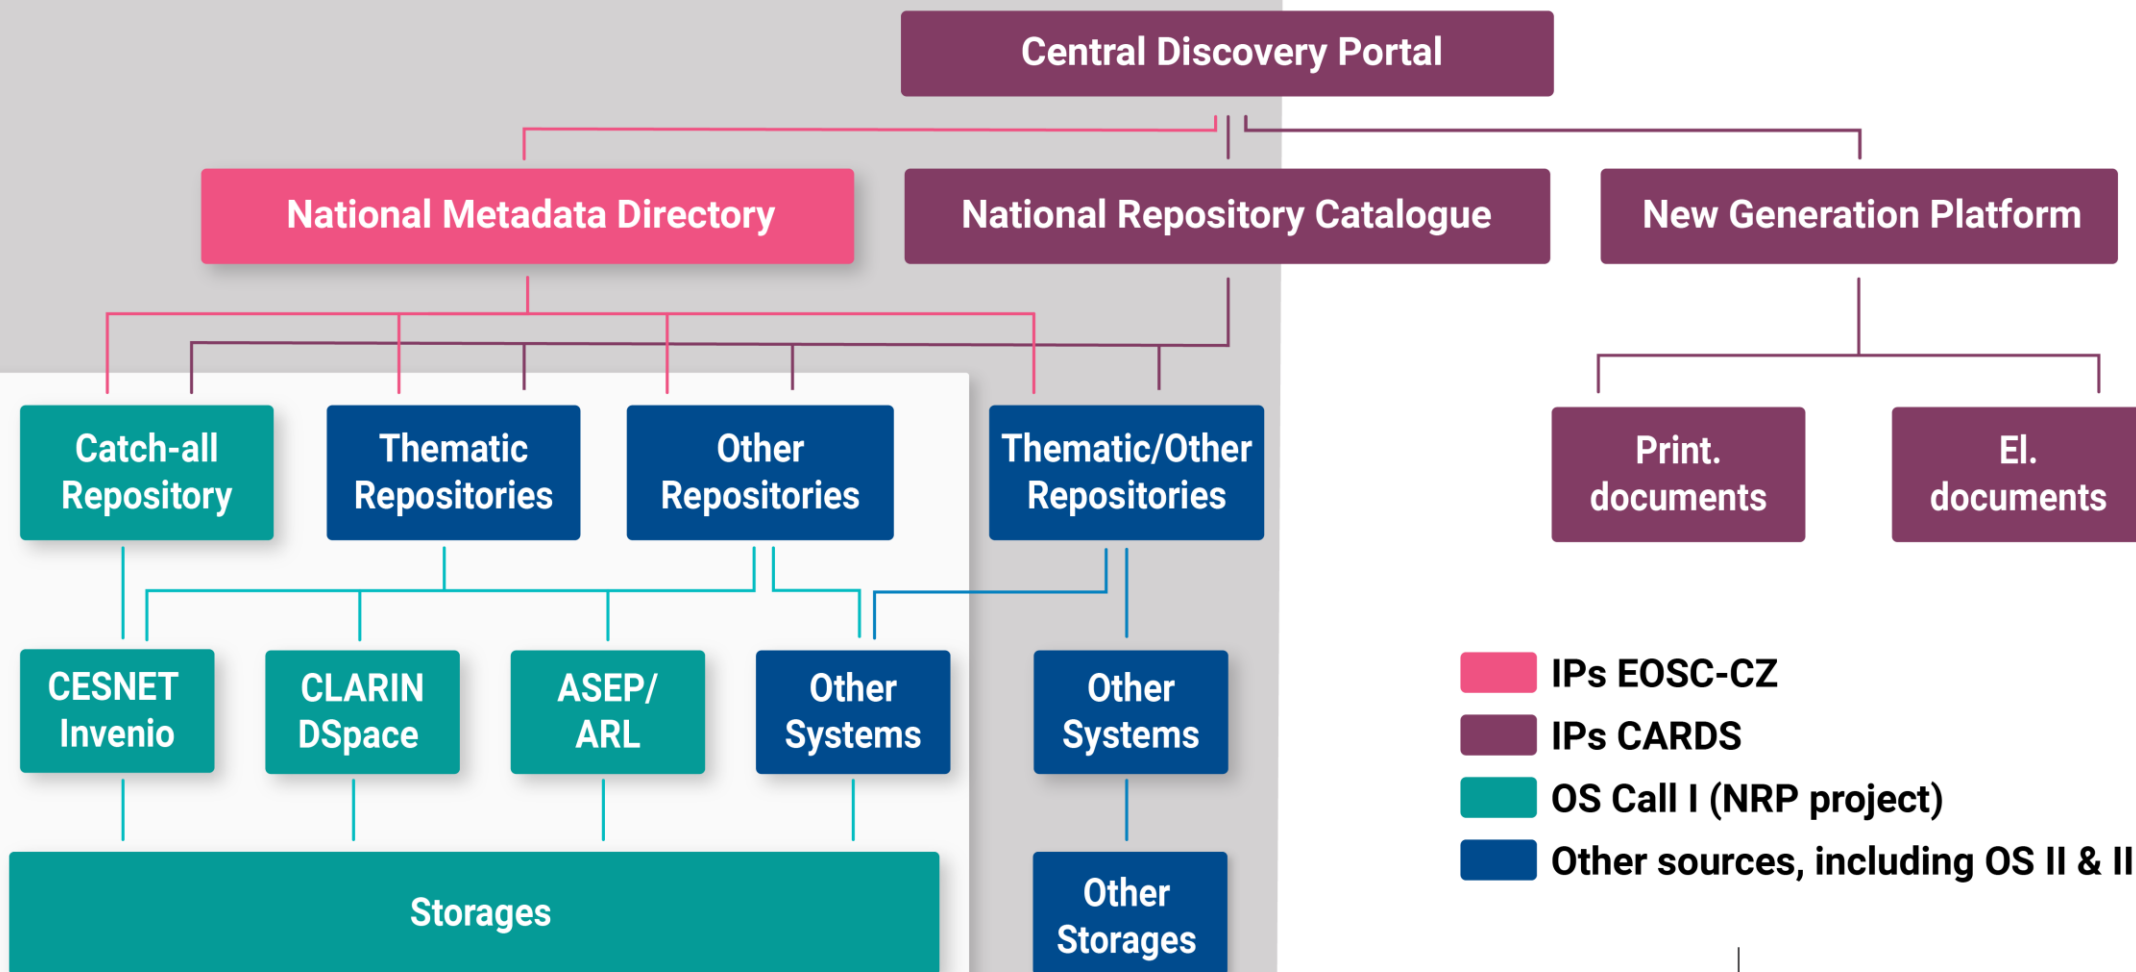 Central Discovery Portal
National Metadata Directory
National Repository Catalogue
New Generation Platform
Catch-all
Repository
Thematic
Repositories
Other
Repositories
Thematic/Other
Repositories
Print.
documents
El.
documents
CESNET
Invenio
CLARIN
DSpace
ASEP/
ARL
Other
Systems
Other
Systems
IPs EOSC-CZ
IPs CARDS
OS Call I (NRP project)
Other sources, including OS II & II
Storages
Other
Storages